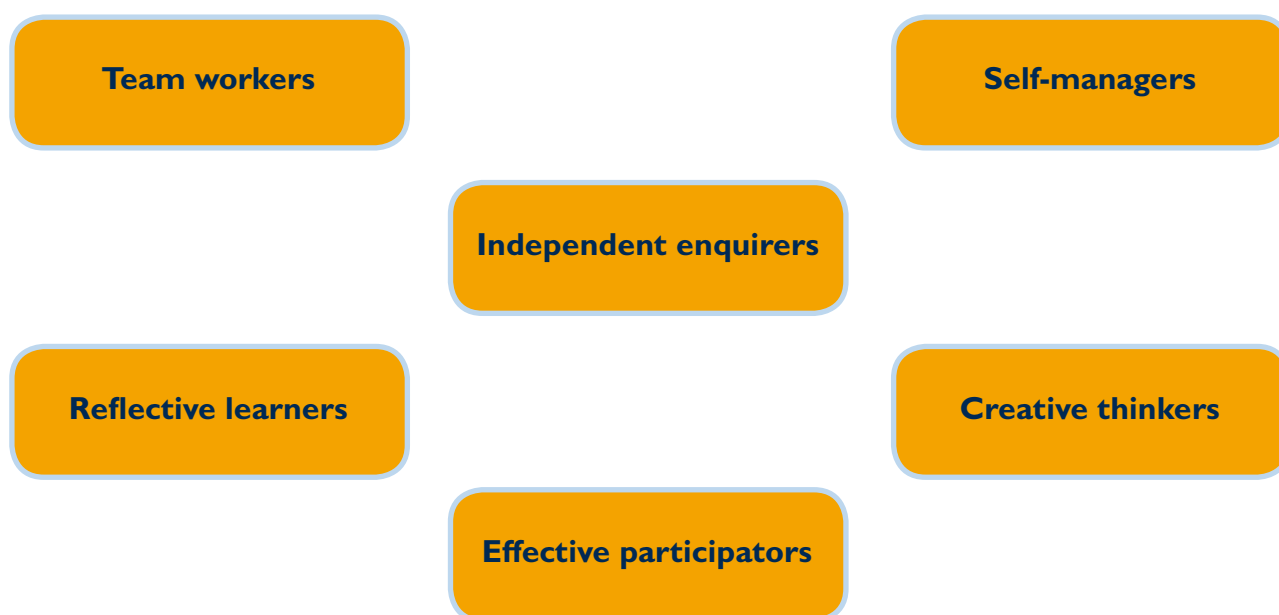 Team workers
Self-managers
Independent enquirers
Reflective learners
Creative thinkers
Effective participators